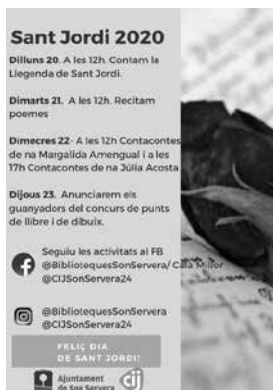 Sant Jordi 2020
Dilluns 20. A les 12h. Contam la
Llegenda de Sant Jordi.
Dimarts 21. A les 12h. Recitam
poemes
Dimecres 22- A les 12h Contacontes
de na Margalida Amengual i a les
17h Contacontes de na Júlia Acosta
Dijous 23. Anunciarem els
guanyadors del concurs de punts
de llibre i de dibuix.
Seguiu les activitats al FB
@BibliotequesSonServera/ Cala Millor
@CIJSonServera24
@BibliotequesSonServera
@CIJSonServera24
FELIÇ DIA
DE SANT JORDI!
Ajuntament
de Son Servera
cij